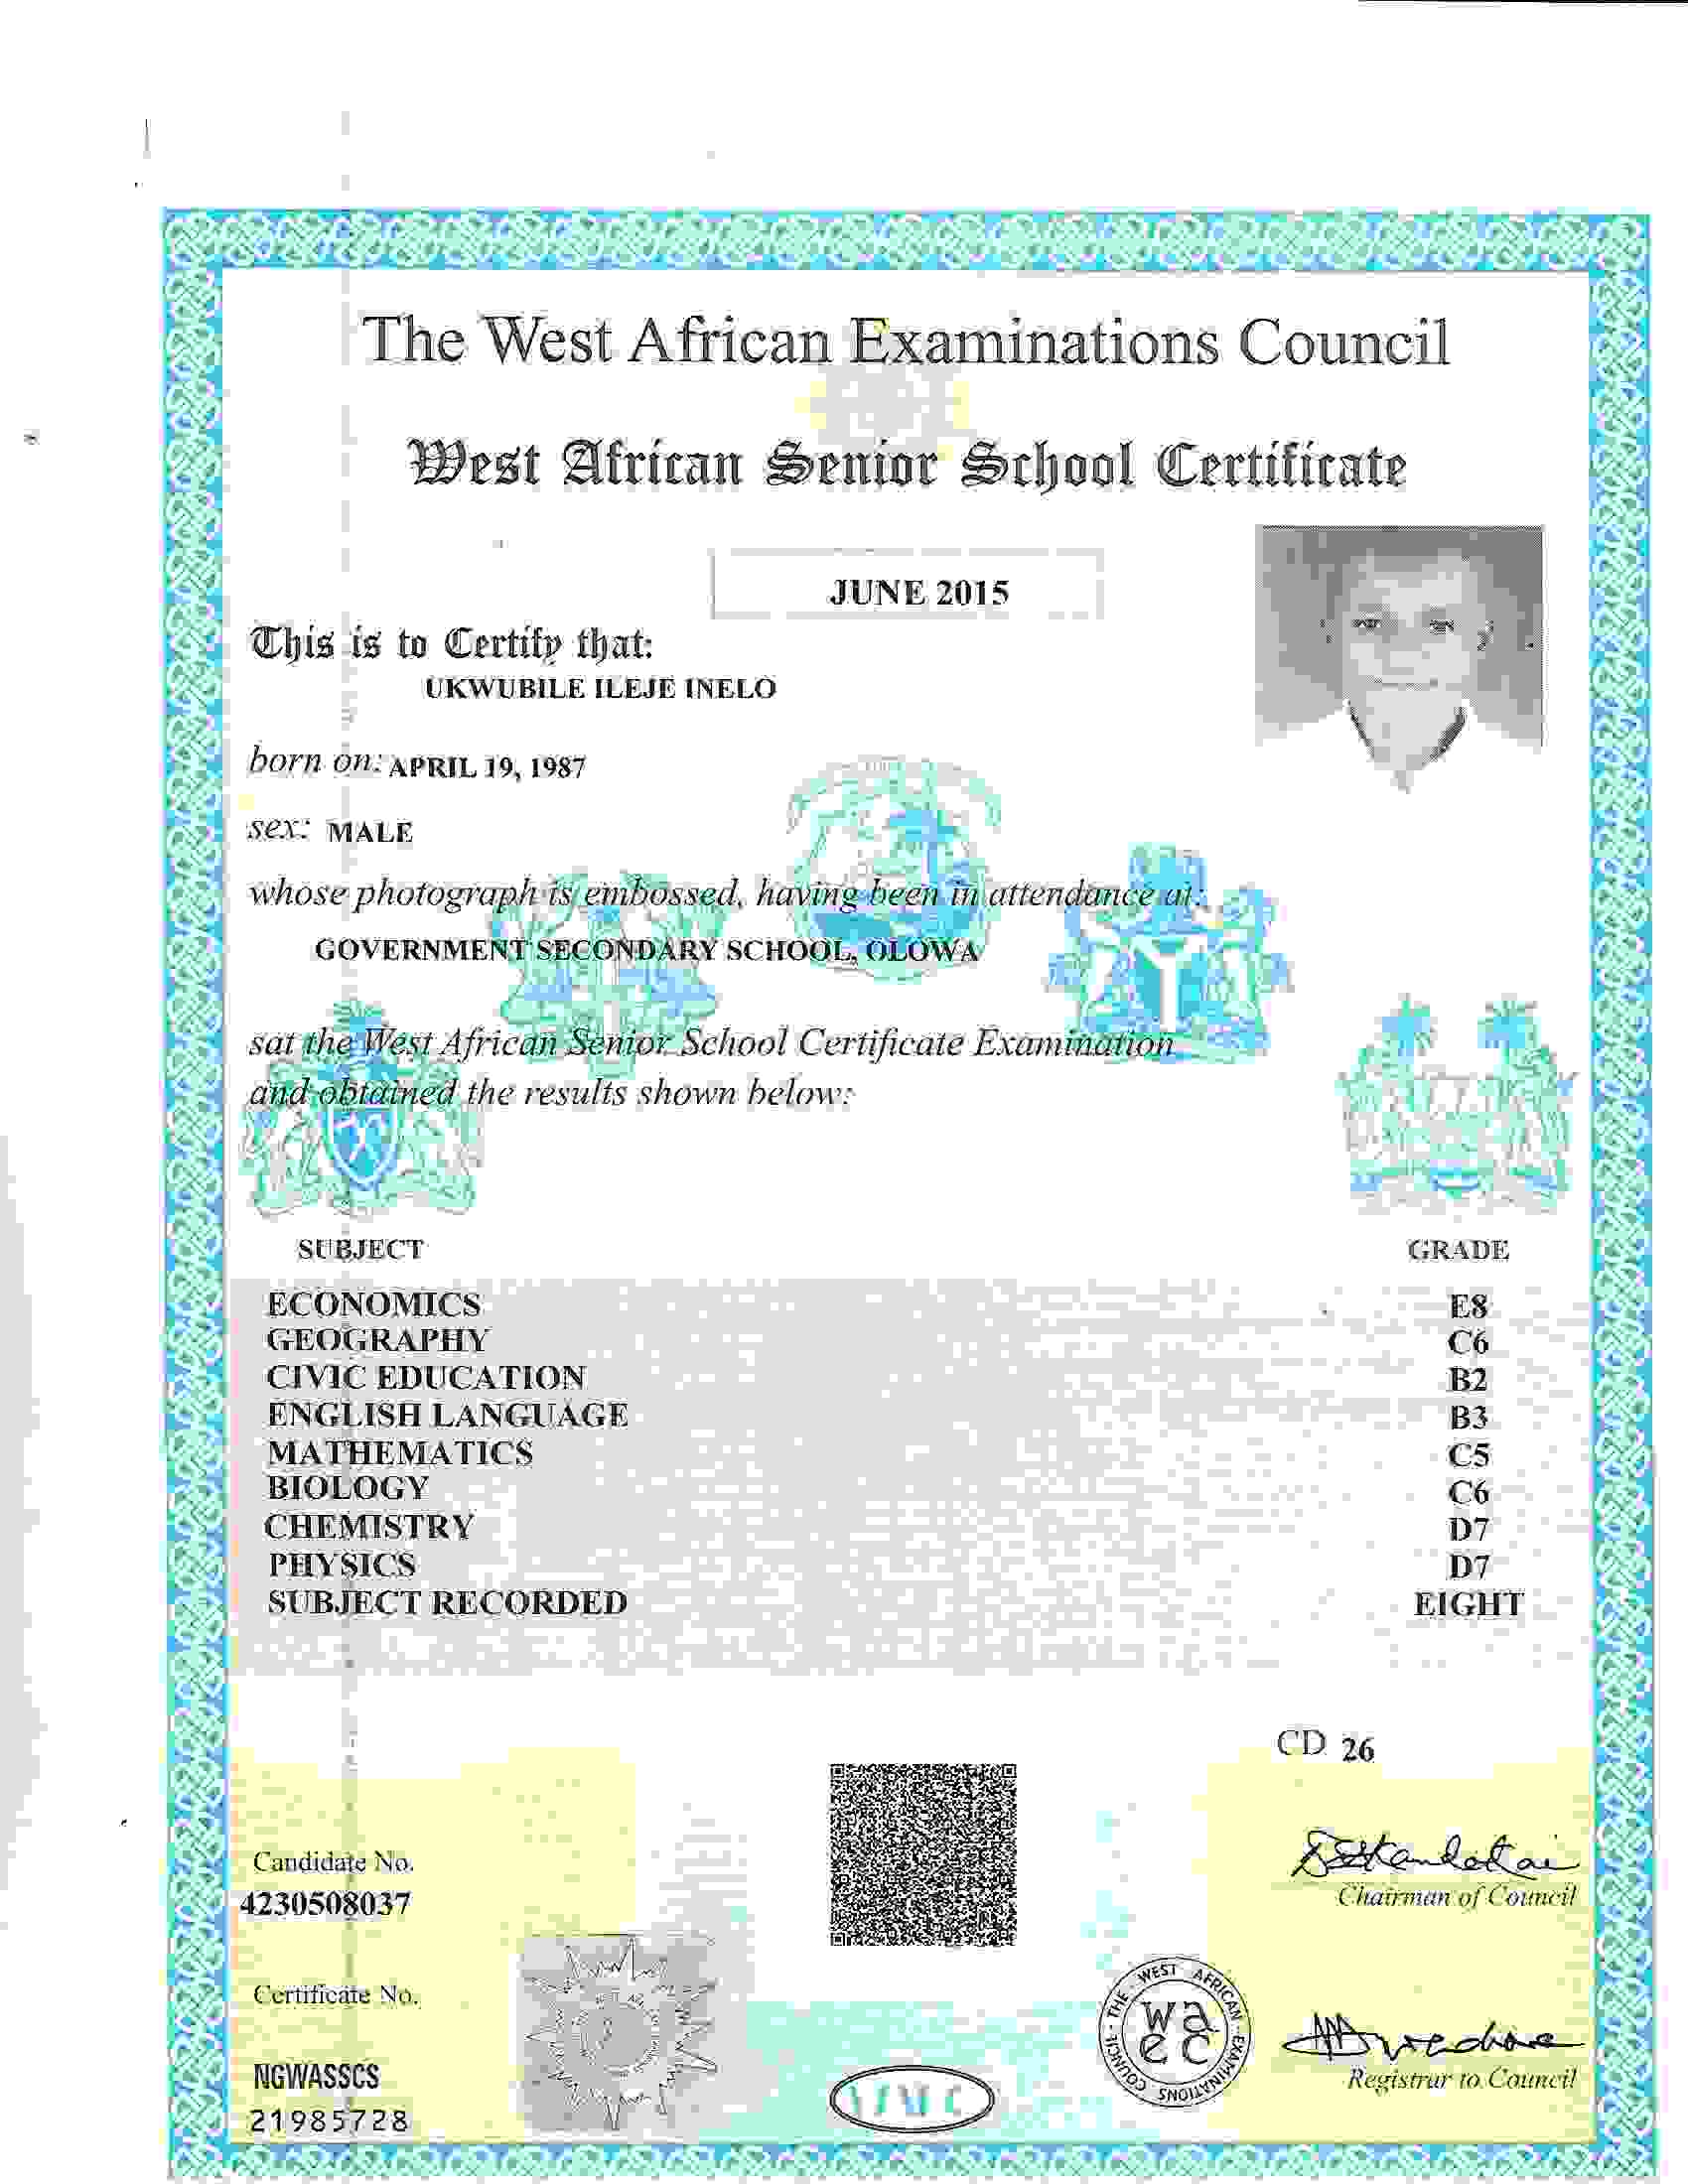 The West African Examinations Council
West African Senior School Certificate
JUNE 2015
This is to Certify that:
UKWUBILE ILEJE INELO
born on: APRIL 19, 1987
sex: MALE
whose photograph is embossed, having been in attendance at:
GOVERNMENT SECONDARY SCHOOL, OLOWA
sat the West African Senior School Certificate Examination
and obtained the results shown below:
SUBJECT GRADE
ECONOMICS E8
GEOGRAPHY C6
CIVIC EDUCATION B2
ENGLISH LANGUAGE B3
MATHEMATICS C5
BIOLOGY C6
CHEMISTRY D7
PHYSICS D7
SUBJECT RECORDED EIGHT
CD 26
Candidate No.
4230508037
Chairman of Council
Certificate No.
NGWASSCS
21985728
THE WEST AFRICAN EXAMINATIONS COUNCIL
wa
ec
Registrar to Council